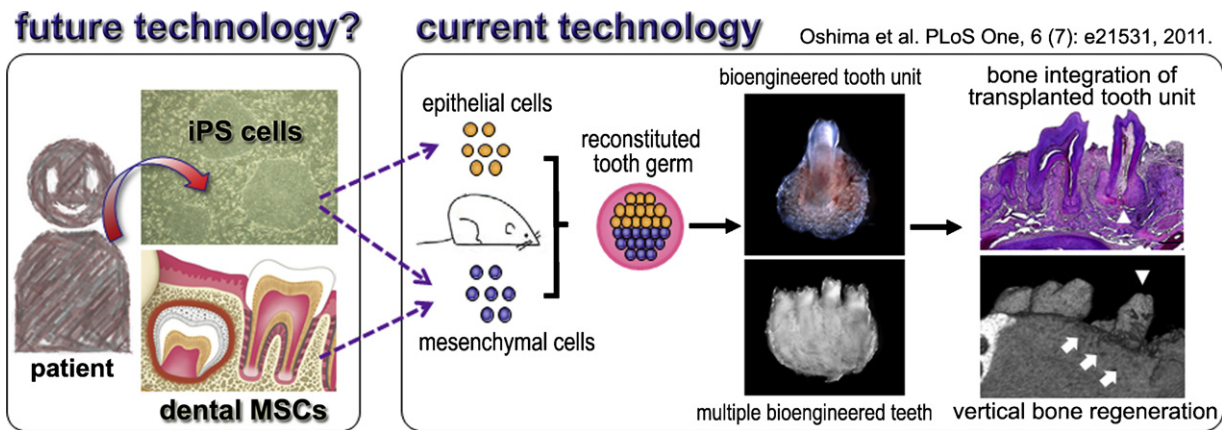 future technology?
current technology
Oshima et al. PLoS One, 6 (7): e21531, 2011.
iPS cells
patient
dental MSCs
epithelial cells
mesenchymal cells
reconstituted
tooth germ
bioengineered tooth unit
multiple bioengineered teeth
bone integration of
transplanted tooth unit
vertical bone regeneration